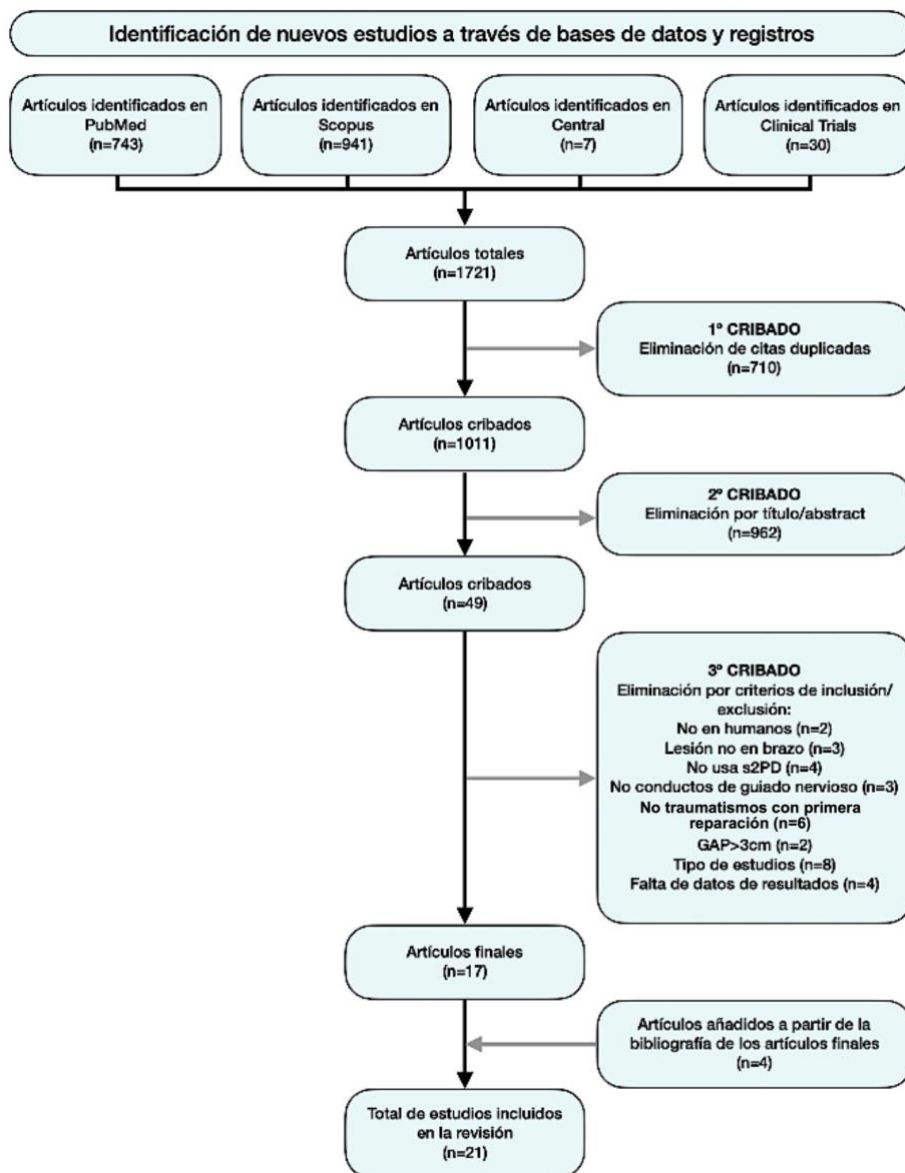 Identificación de nuevos estudios a través de bases de datos y registros
Artículos identificados en
PubMed
(n=743)
Artículos identificados en
Scopus
(n=941)
Artículos identificados en
Central
(n=7)
Artículos identificados en
Clinical Trials
(n=30)
Artículos totales
(n=1721)
1º CRIBADO
Eliminación de citas duplicadas
(n=710)
Artículos cribados
(n=1011)
2º CRIBADO
Eliminación por título/abstract
(n=962)
Artículos cribados
(n=49)
3º CRIBADO
Eliminación por criterios de inclusión/
exclusión:
No en humanos (n=2)
Lesión no en brazo (n=3)
No usa s2PD (n=4)
No conductos de guiado nervioso (n=3)
No traumatismos con primera
reparación (n=6)
GAP>3cm (n=2)
Tipo de estudios (n=8)
Falta de datos de resultados (n=4)
Artículos finales
(n=17)
Artículos añadidos a partir de la
bibliografía de los artículos finales
(n=4)
Total de estudios incluidos
en la revisión
(n=21)